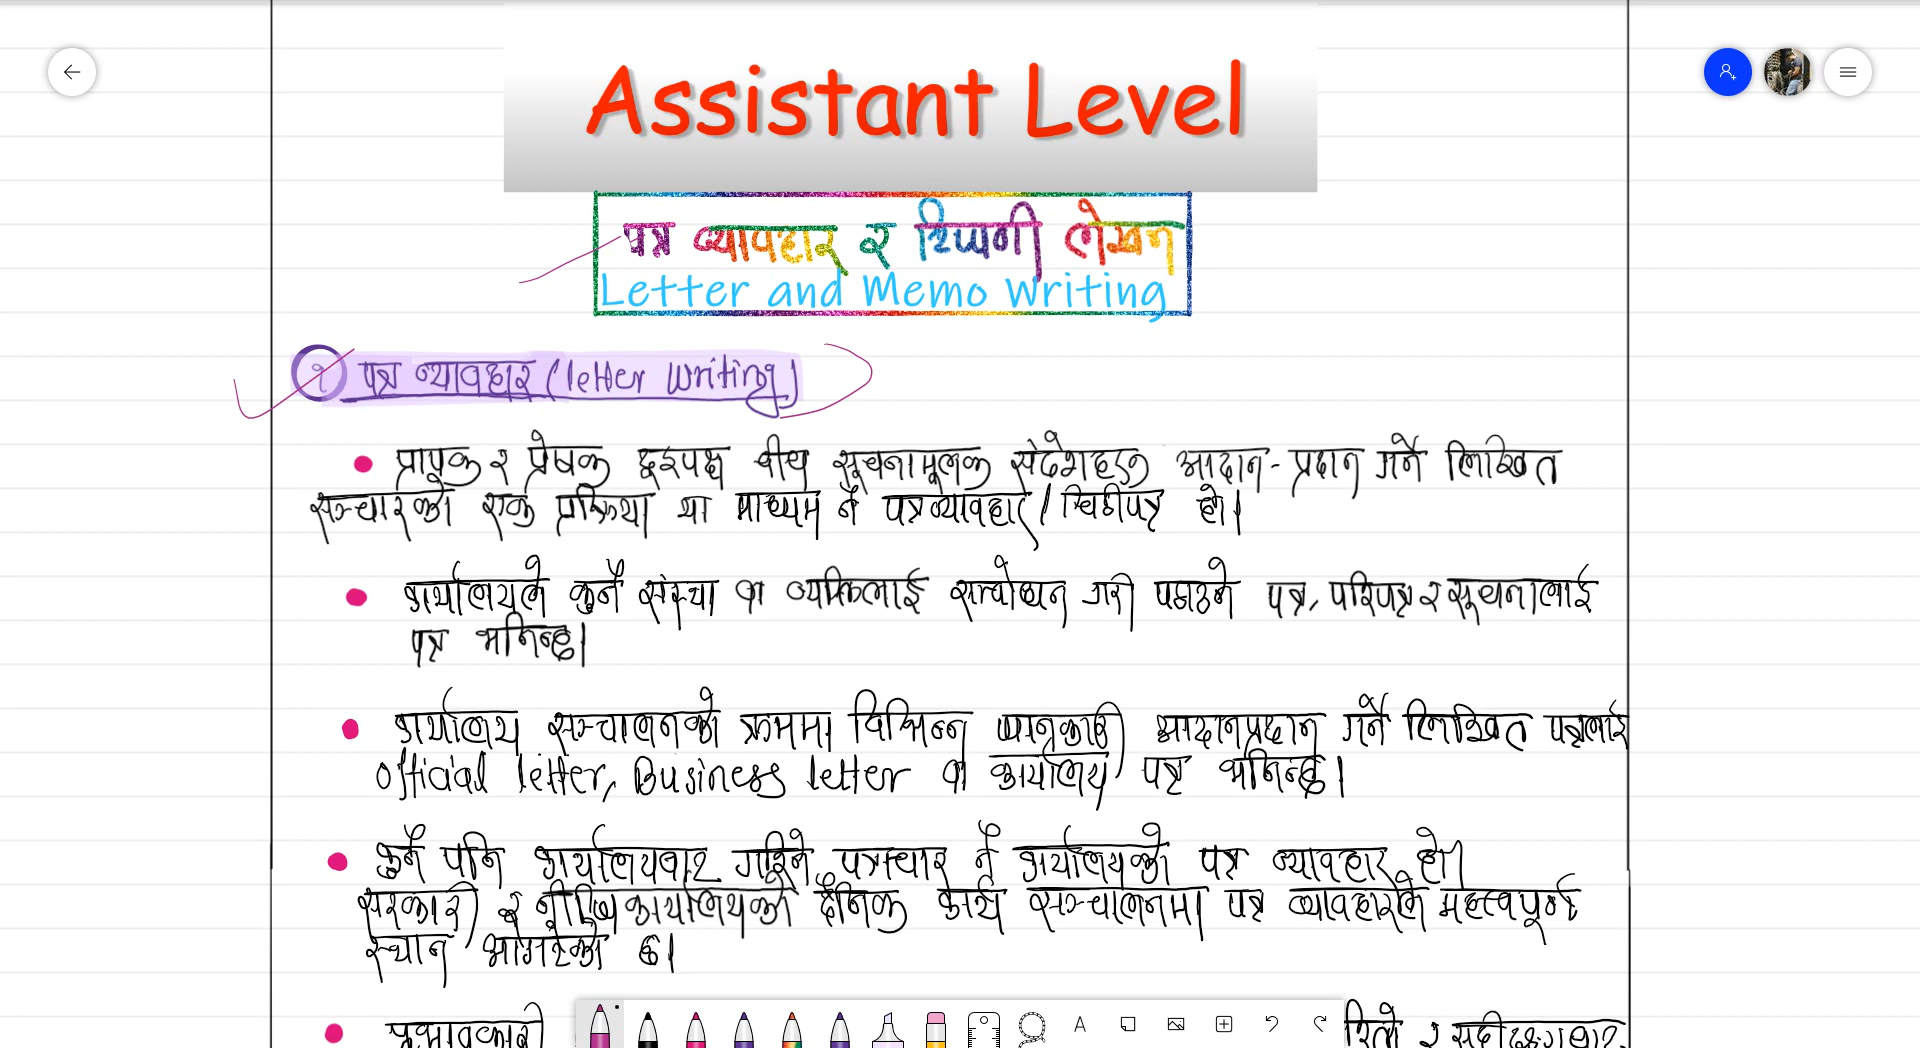 Assistant Level
पत्र व्यावहार र टिप्पणी लेखन
Letter and Memo Writing
१ पत्र व्यावहार (letter writing)
प्रापक र प्रेषक दुइपक्ष बीच सूचनामूलक संदेशहरु आदान-प्रदान गर्ने लिखित
सञ्चारको एक प्रक्रिया वा माध्यम नै पत्रव्यावहार/चिठीपत्र हो।
कार्यालयले कुनै संस्था वा व्यक्तिलाई सम्बोधन गरी पठाउने पत्र, परिपत्र र सूचनालाई
पत्र भनिन्छ।
कार्यालय सञ्चालनको क्रममा विभिन्न जानकारी आदानप्रदान गर्ने लिखित पत्रलाई
official letter, Business letter वा कार्यालय पत्र भनिन्छ।
कुनै पनि कार्यालयबाट गरिने पत्राचार नै कार्यालयको पत्र व्यावहार हो।
सरकारी र निजि कार्यालयको दैनिक कार्य सञ्चालनमा पत्र व्यावहारले महत्वपूर्ण
स्थान ओगटेको छ।
प्रभावकारी
A